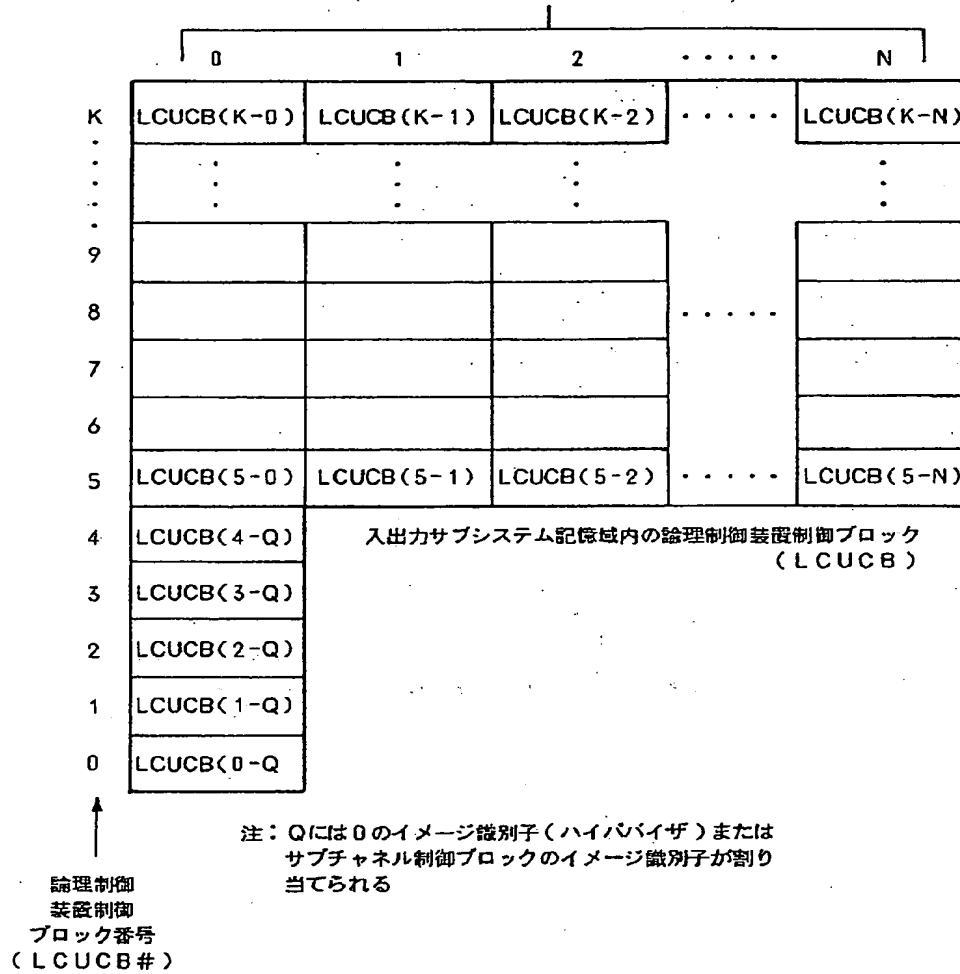 0 1 2 ..... N
K LCUCB(K-0) LCUCB(K-1) LCUCB(K-2) ..... LCUCB(K-N)
9
8 .....
7
6
5 LCUCB(5-0) LCUCB(5-1) LCUCB(5-2) ..... LCUCB(5-N)
4 LCUCB(4-Q)
入出力サブシステム記憶域内の論理制御装置制御ブロック
(LCUCB)
3 LCUCB(3-Q)
2 LCUCB(2-Q)
1 LCUCB(1-Q)
0 LCUCB(0-Q
注:Qには0のイメージ識別子(ハイパバイザ)または
サブチャネル制御ブロックのイメージ識別子が割り
当てられる
論理制御
装置制御
ブロック番号
(LCUCB#)